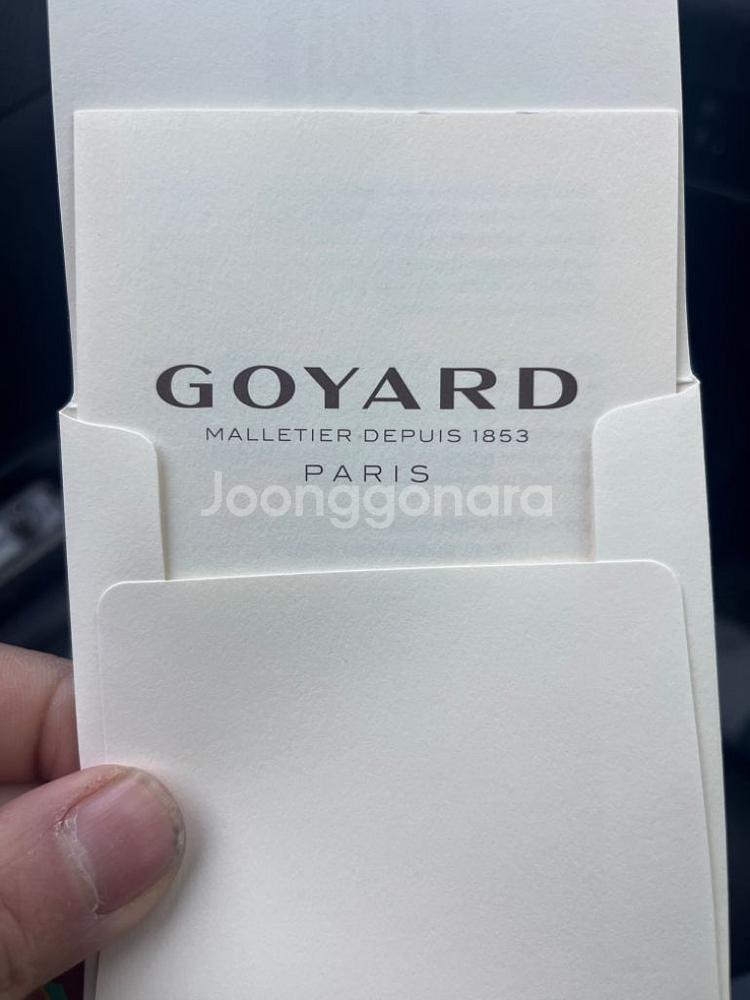 GOYARD
MALLETIER DEPUIS 1853
PARIS
Joonggonara